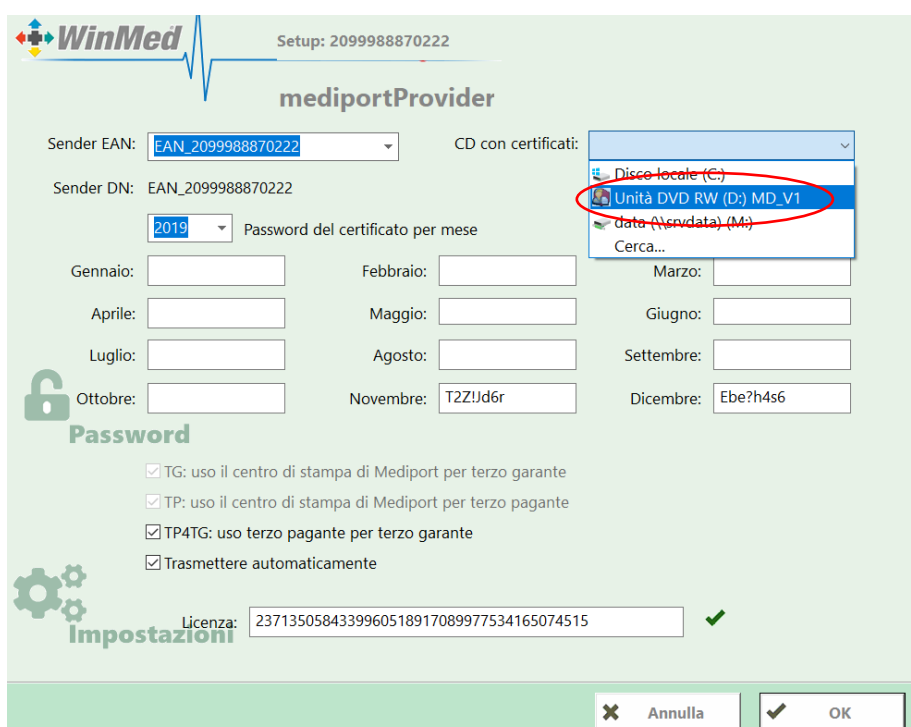 WinMed
Setup: 2099988870222
mediportProvider
Sender EAN: EAN_2099988870222 CD con certificati:
Disco locale (C:)
Sender DN: EAN_2099988870222 Unità DVD RW (D:) MD_V1
2019 Password del certificato per mese data (\\srvdata) (M:)
Cerca...
Gennaio: Febbraio: Marzo:
Aprile: Maggio: Giugno:
Luglio: Agosto: Settembre:
Ottobre: Novembre: T2Z!Jd6r Dicembre: Ebe?h4s6
Password
TG: uso il centro di stampa di Mediport per terzo garante
TP: uso il centro di stampa di Mediport per terzo pagante
TP4TG: uso terzo pagante per terzo garante
Trasmettere automaticamente
Licenza: 2371350584339960518917089977534165074515
Impostazioni
Annulla OK